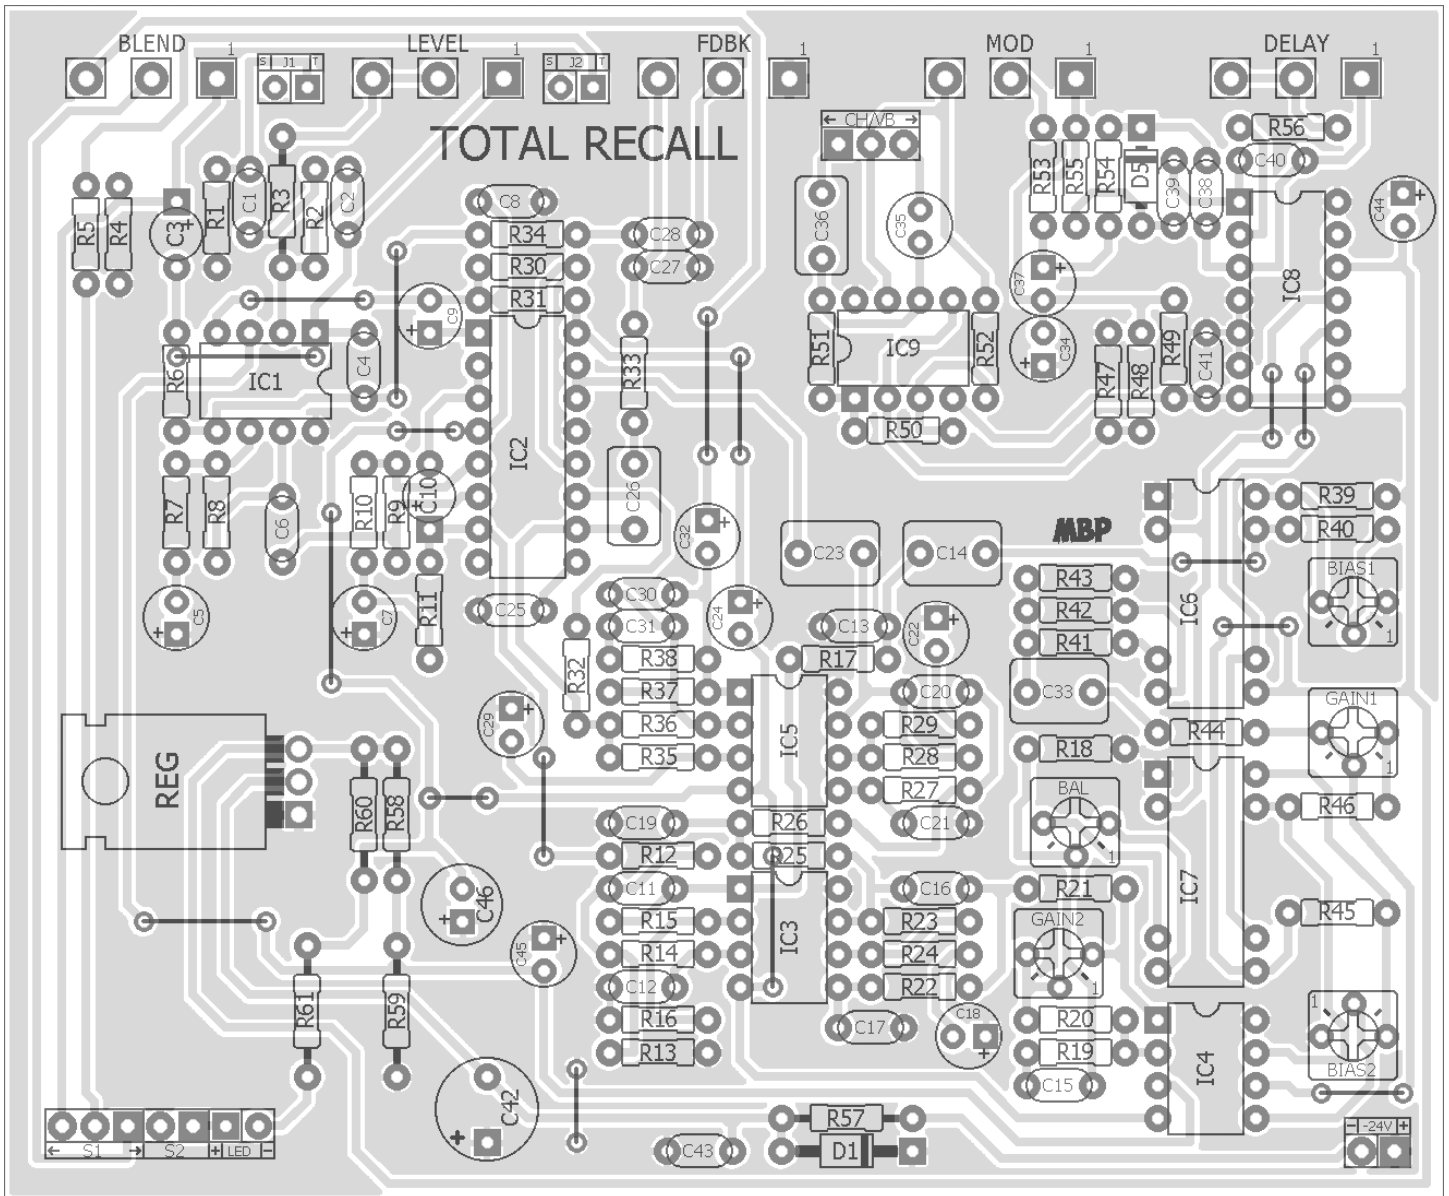 BLEND LEVEL FDBK MOD DELAY
1 1 1 1 1
S J1 T S J2 T
← CH/VB → R56
TOTAL RECALL
C40
R5 R4 C3 + R1 C1 R3 R2 C2 C8 C36 C35 R53 R55 R54 D5 C39 C38 C44 +
R34 C28
R30 C27
R31 C37 + IC8
C9 +
R6 IC1 C4 R33 R51 IC9 R52 C34 + R47 R48 R49 C41
IC2 R50
R7 R8 C6 R10 R9 C10 + C26 C32 + R39
MBP R40
C23 C14
BIAS1
R43
C5 + C7 + R11 C25 C30 C24 + R42 IC6
C31 C13 C22 + R41 1
R32 R38 R17
R37 C20 C33 GAIN1
C29 + R36 R29 R44
REG R35 IC5 R28 R18 1
R60 R58 R27 BAL R46
C19 R26 C21
R12 R25 1
C46 + C11 C16 R21 IC7
R15 R23 GAIN2 R45
C45 + R14 IC3 R24
C12 R22 1 1
R61 R59 R16 C17 C18 + R20
R13 R19 IC4 BIAS2
C42 + C15
R57 - -24V +
← S1 → S2 + LED - C43 D1